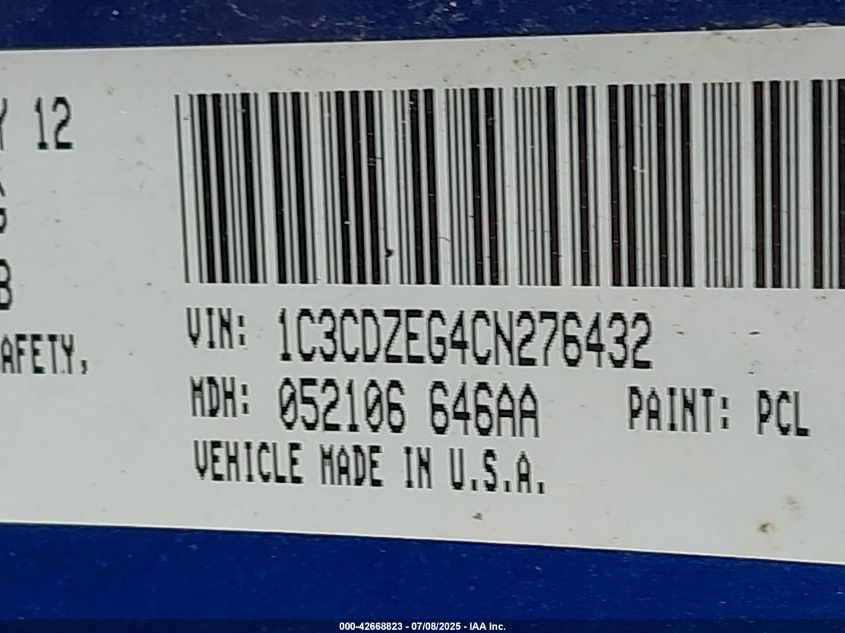 Y 12
B
AFETY,
VIN: 1C3CDZEG4CN276432
MDH: 052106 646AA PAINT: PCL
VEHICLE MADE IN U.S.A.
000-42668823 - 07/08/2025 - IAA Inc.